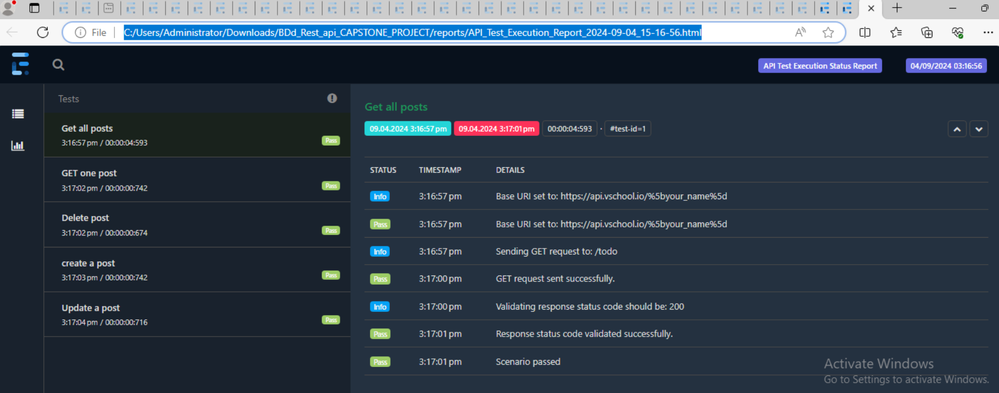 File
C:/Users/Administrator/Downloads/BDd_Rest_api_CAPSTONE_PROJECT/reports/API_Test_Execution_Report_2024-09-04_15-16-56.html
API Test Execution Status Report
04/09/2024 03:16:56
Tests
Get all posts
3:16:57 pm / 00:00:04:593
Pass
GET one post
3:17:02 pm / 00:00:00:742
Pass
Delete post
3:17:02 pm / 00:00:00:674
Pass
create a post
3:17:03 pm / 00:00:00:742
Pass
Update a post
3:17:04 pm / 00:00:00:716
Pass
Get all posts
09.04.2024 3:16:57 pm 09.04.2024 3:17:01 pm 00:00:04:593 · #test-id=1
STATUS TIMESTAMP DETAILS
Info 3:16:57 pm Base URI set to: https://api.vschool.io/%5byour_name%5d
Pass 3:16:57 pm Base URI set to: https://api.vschool.io/%5byour_name%5d
Info 3:16:57 pm Sending GET request to: /todo
Pass 3:17:00 pm GET request sent successfully.
Info 3:17:00 pm Validating response status code should be: 200
Pass 3:17:01 pm Response status code validated successfully.
Pass 3:17:01 pm Scenario passed
Activate Windows
Go to Settings to activate Windows.